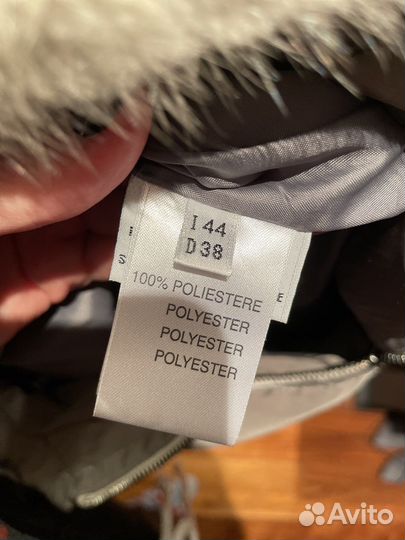 I 44
D 38
E
S
E
100% POLIESTERE
POLYESTER
POLYESTER
POLYESTER
Avito